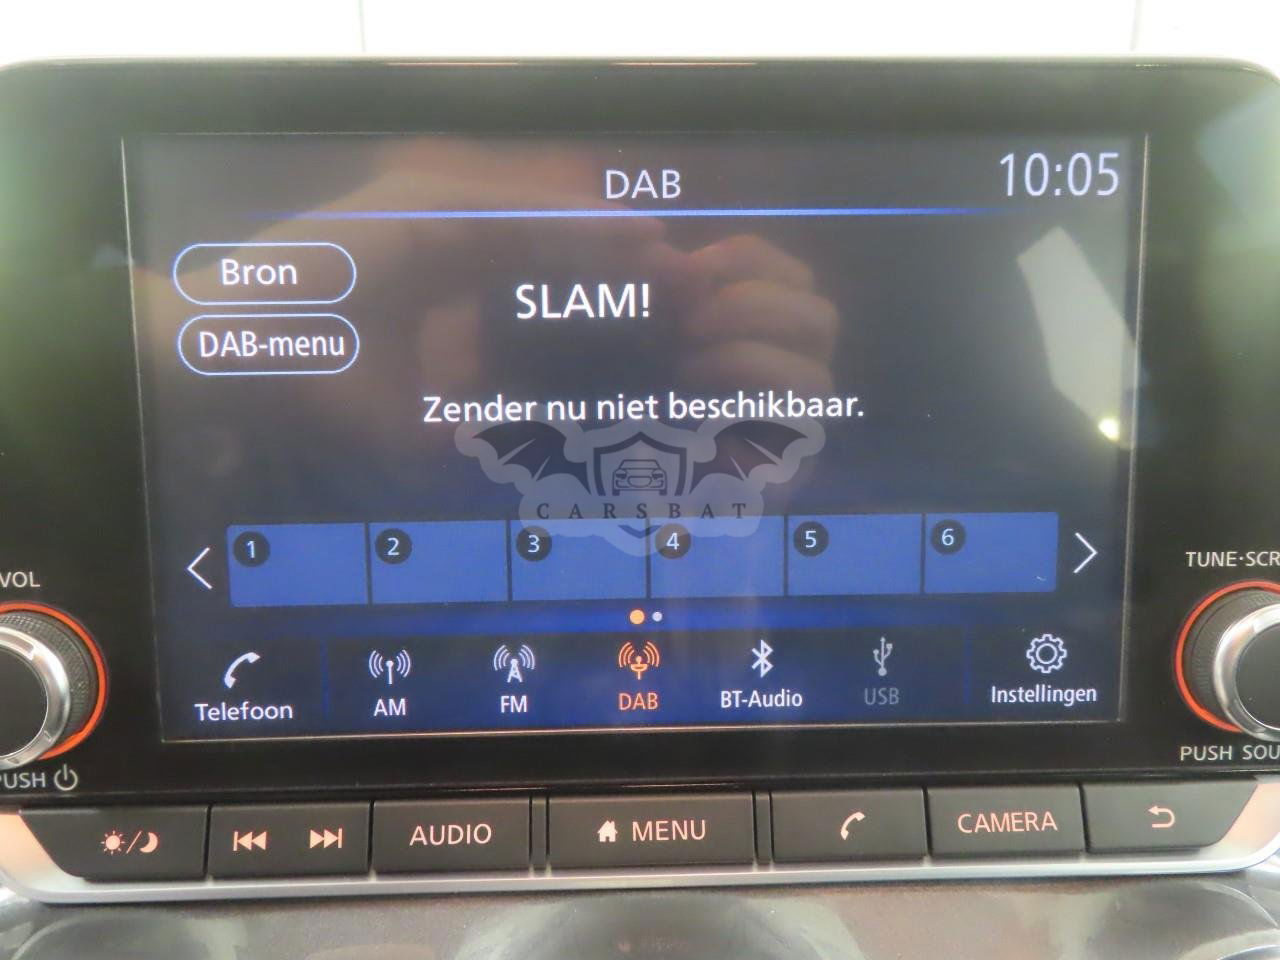 DAB
10:05
Bron
SLAM!
DAB-menu
Zender nu niet beschikbaar.
CARSBAT
1 2 3 4 5 6
VOL
TUNE·SCR
Telefoon AM FM DAB BT-Audio USB Instellingen
PUSH
PUSH SOU
AUDIO MENU CAMERA